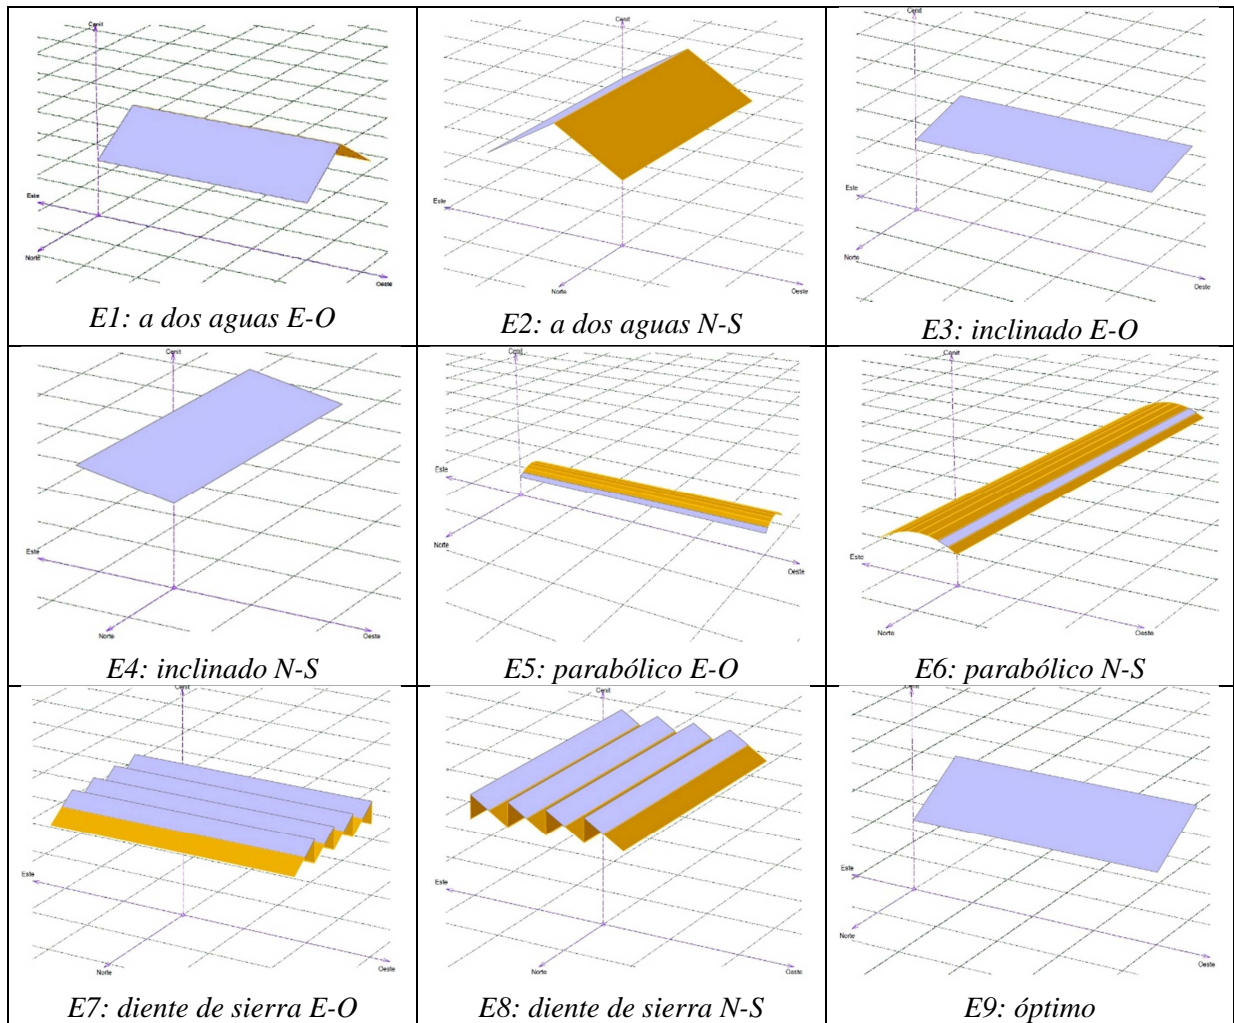 Cenit
Este
Norte
Oeste
E1: a dos aguas E-O
Cenit
Este
Norte
Oeste
E2: a dos aguas N-S
Cenit
Este
Norte
Oeste
E3: inclinado E-O
Cenit
Este
Norte
Oeste
E4: inclinado N-S
Cenit
Este
Norte
Oeste
E5: parabólico E-O
Cenit
Este
Norte
Oeste
E6: parabólico N-S
Cenit
Este
Norte
Oeste
E7: diente de sierra E-O
Cenit
Este
Norte
Oeste
E8: diente de sierra N-S
Cenit
Este
Norte
Oeste
E9: óptimo